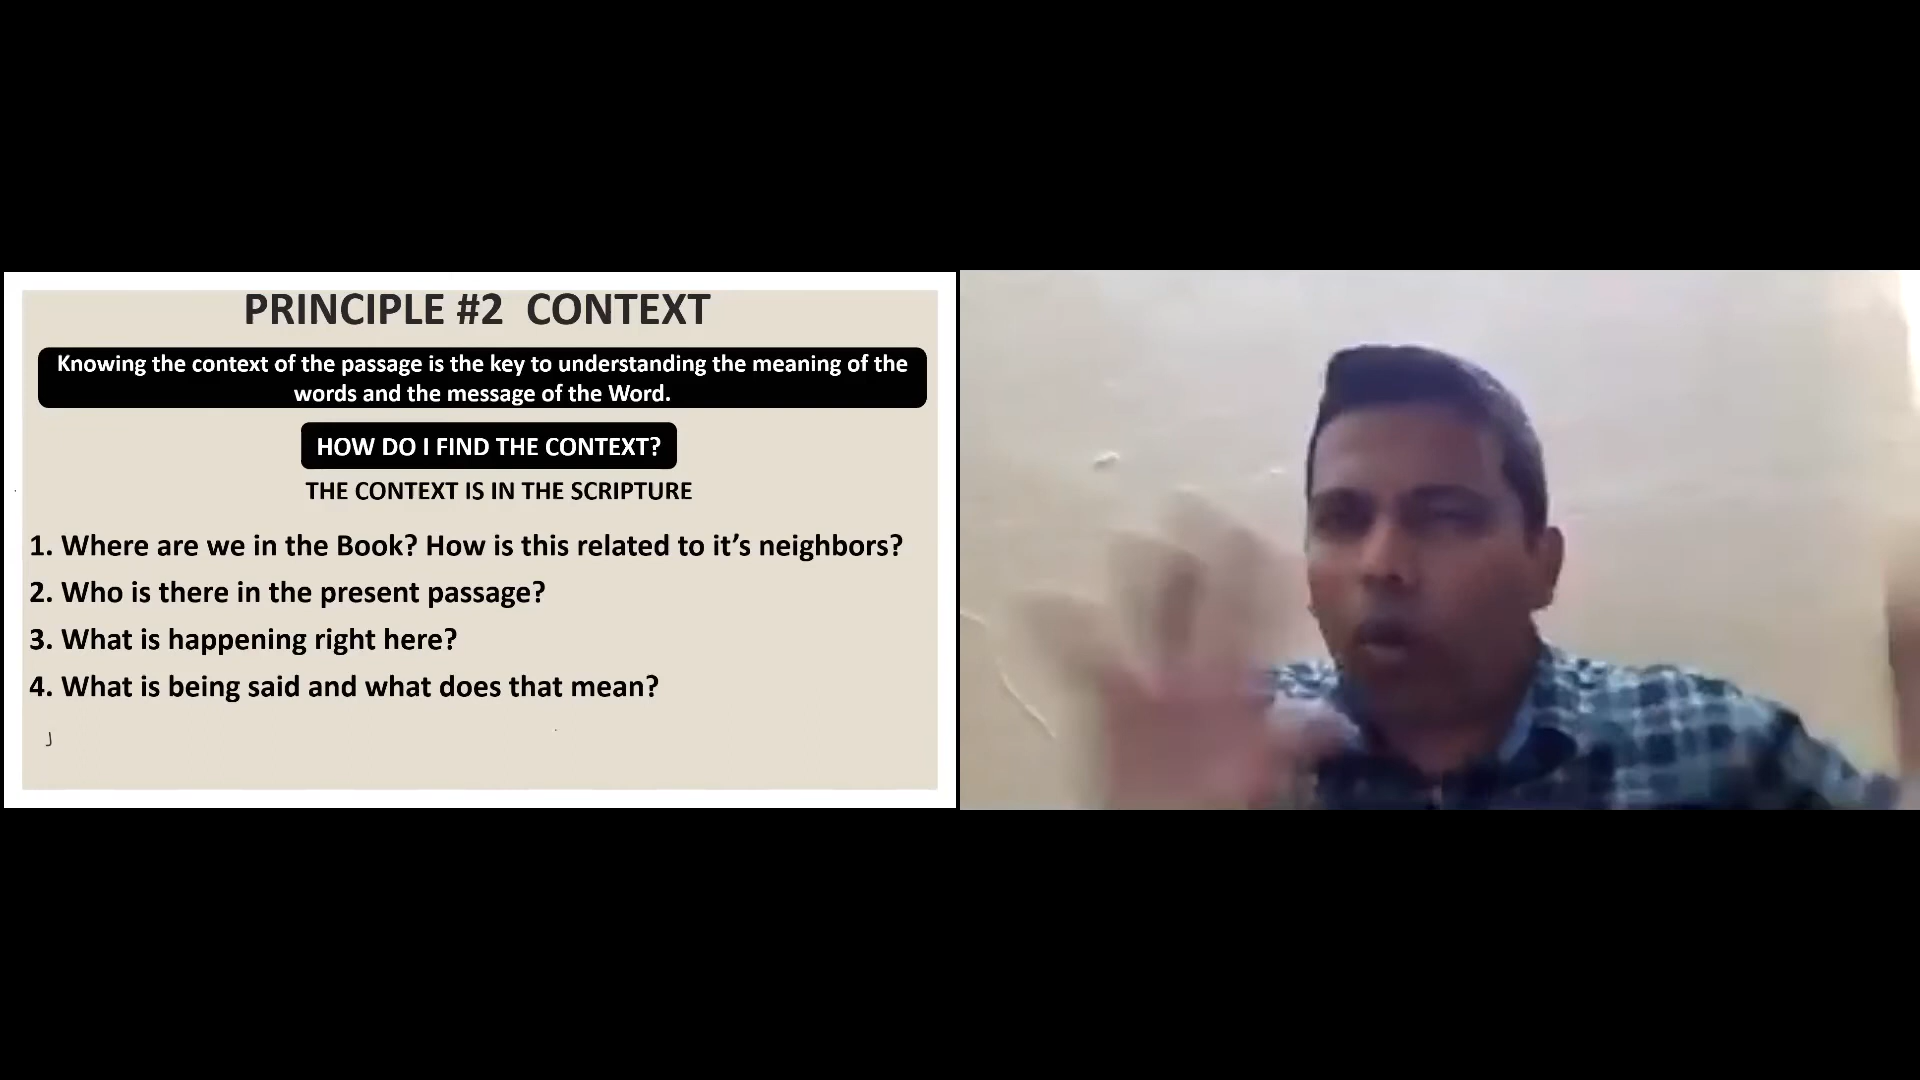 PRINCIPLE #2 CONTEXT
Knowing the context of the passage is the key to understanding the meaning of the
words and the message of the Word.
HOW DO I FIND THE CONTEXT?
THE CONTEXT IS IN THE SCRIPTURE
1. Where are we in the Book? How is this related to it’s neighbors?
2. Who is there in the present passage?
3. What is happening right here?
4. What is being said and what does that mean?
J